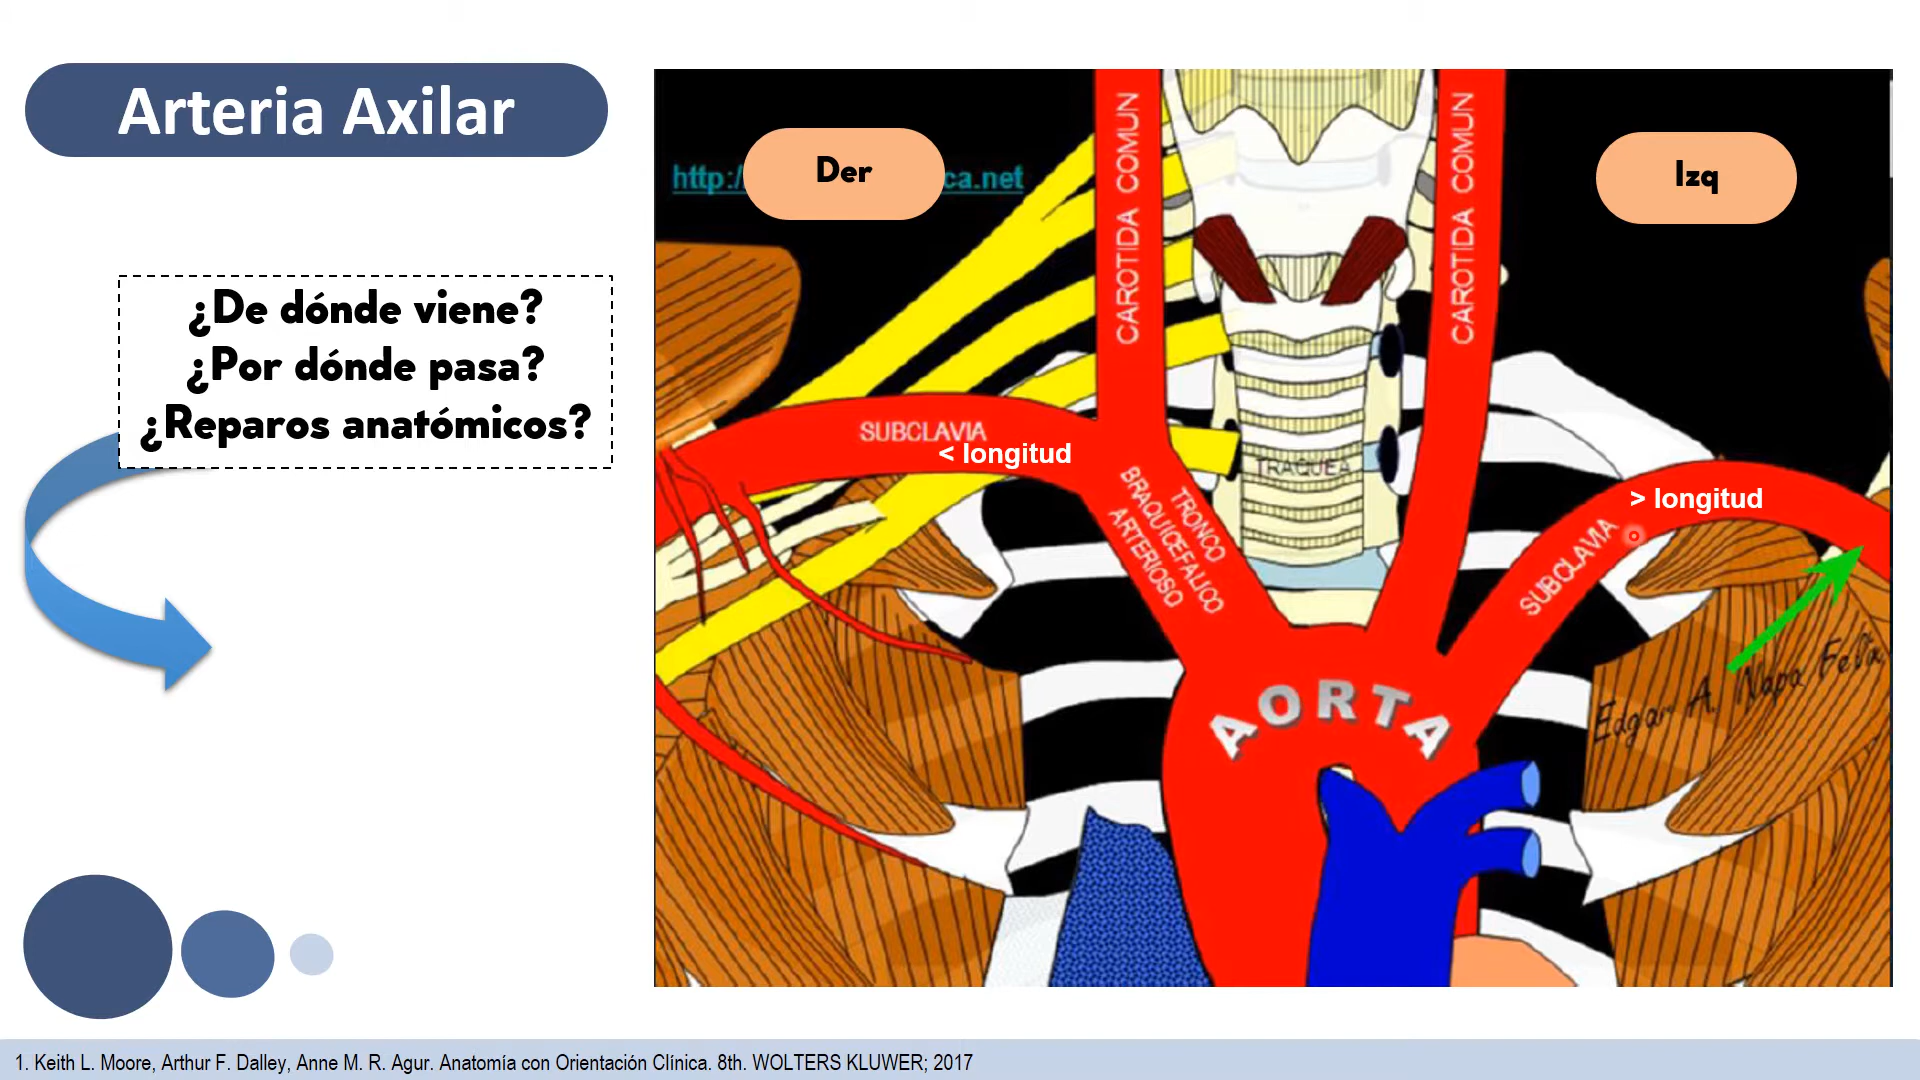 Arteria Axilar
¿De dónde viene?
¿Por dónde pasa?
¿Reparos anatómicos?
Der
Izq
http:/
ca.net
CAROTIDA COMUN
CAROTIDA COMUN
SUBCLAVIA
< longitud
TRAQUEA
TRONCO
BRAQUICEFALICO
ARTERIOSO
> longitud
SUBCLAVIA
AORTA
Edgar A. Napa Felix
1. Keith L. Moore, Arthur F. Dalley, Anne M. R. Agur. Anatomía con Orientación Clínica. 8th. WOLTERS KLUWER; 2017